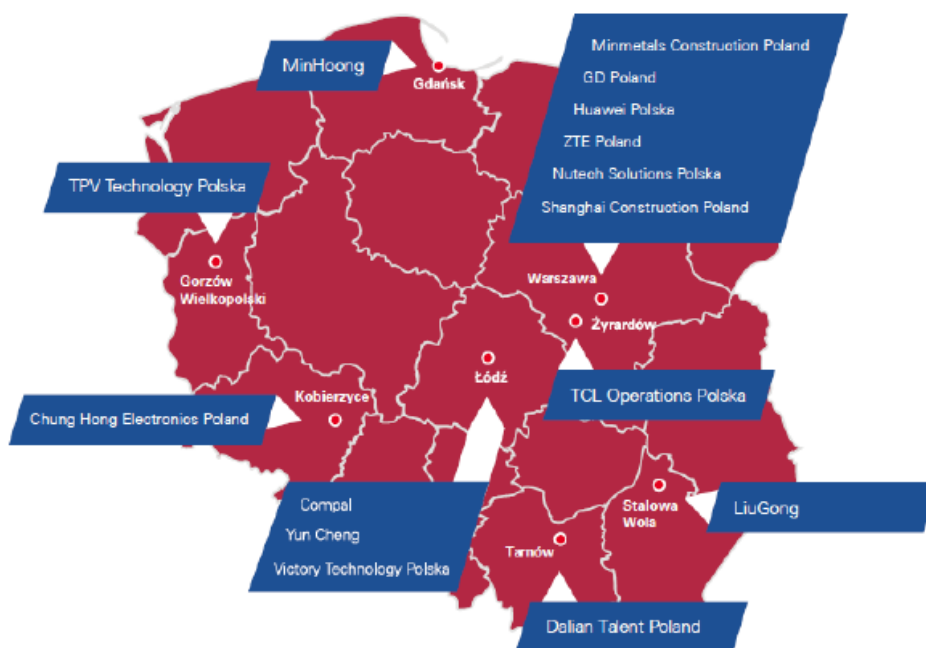 MinHoong
Gdańsk
Minmetals Construction Poland
GD Poland
Huawei Polska
ZTE Poland
Nutech Solutions Polska
Shanghai Construction Poland
TPV Technology Polska
Gorzów
Wielkopolski
Warszawa
Żyrardów
Łódź
TCL Operations Polska
Kobierzyce
Chung Hong Electronics Poland
Compal
Yun Cheng
Victory Technology Polska
Stalowa
Wola
LiuGong
Tarnów
Dalian Talent Poland